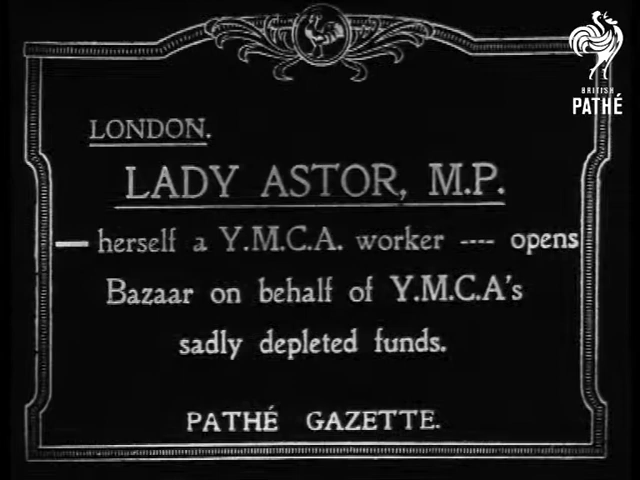 BRITISH
PATHÉ
LONDON.
LADY ASTOR, M.P.
— herself a Y.M.C.A. worker ---- opens
Bazaar on behalf of Y.M.C.A's
sadly depleted funds.
PATHÉ GAZETTE.